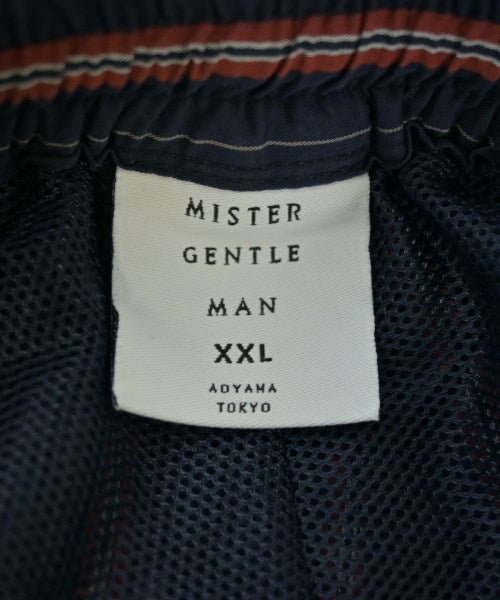 MISTER
GENTLE
MAN
XXL
AOYAMA
TOKYO